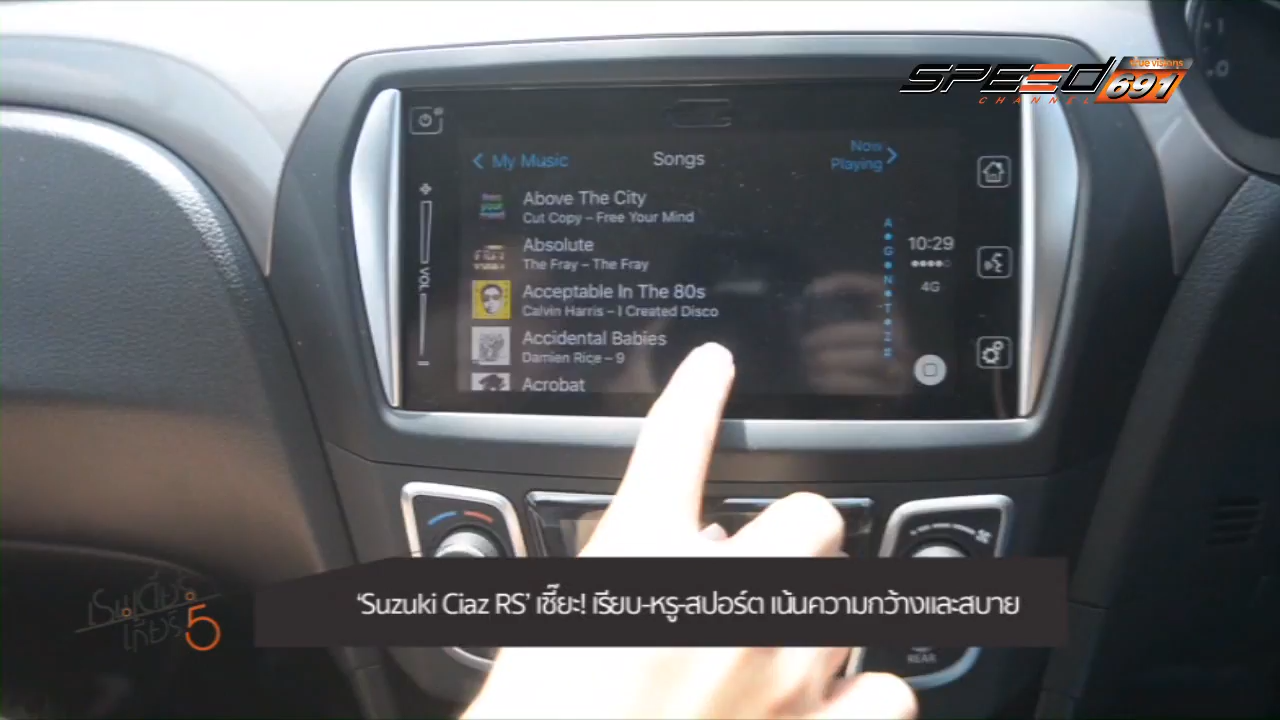 true visions
SPEED 691
CHANNEL
My Music
Songs
Now
Playing
Above The City
Cut Copy – Free Your Mind
Absolute
The Fray – The Fray
Acceptable In The 80s
Calvin Harris – I Created Disco
Accidental Babies
Damien Rice – 9
Acrobat
A
G
N
T
Z
#
10:29
4G
VOL
‘Suzuki Ciaz RS’ เชี๊ยะ! เรียบ-หรู-สปอร์ต เน้นความกว้างและสบาย
5
REAR